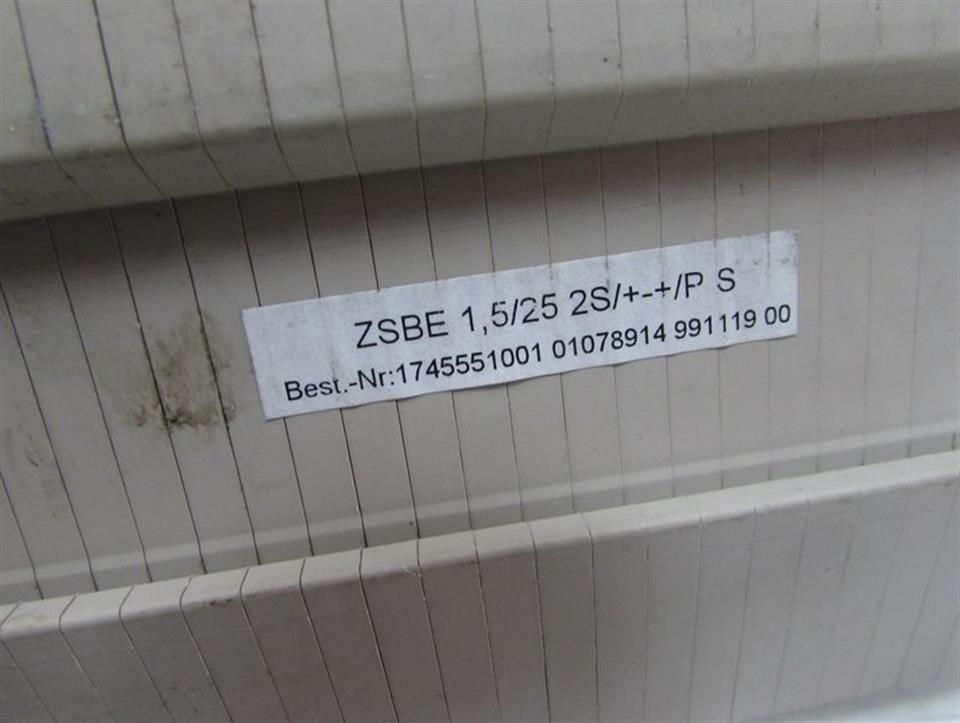 ZSBE 1,5/25 2S/+-+/P S
Best.-Nr:1745551001 01078914 991119 00